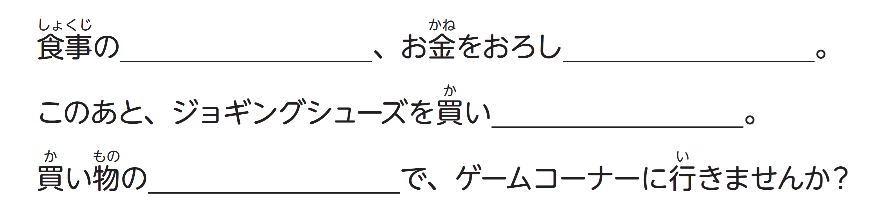 食事の＿＿＿＿＿＿＿＿＿、お金をおろし＿＿＿＿＿＿＿＿＿。
このあと、ジョギングシューズを買い＿＿＿＿＿＿＿＿＿。
買い物の＿＿＿＿＿＿＿＿＿で、ゲームコーナーに行きませんか？